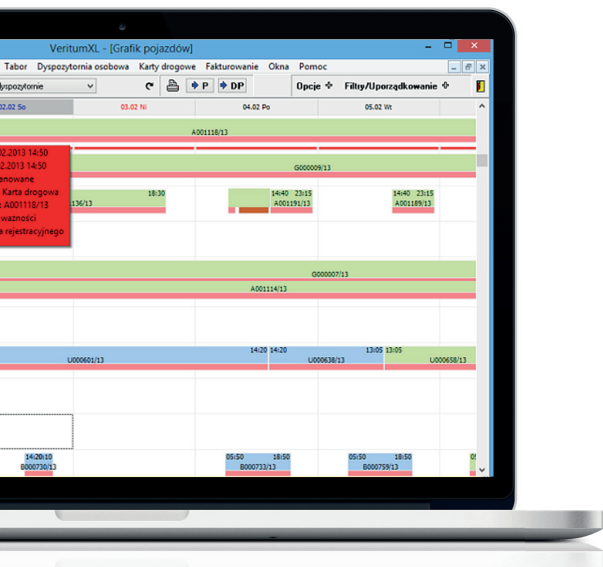 VeritumXL - [Grafik pojazdów]
Tabor Dyspozytornia osobowa Karty drogowe Fakturowanie Okna Pomoc
P DP Opcje Filtry/Uporządkowanie
02.02 So 03.02 Ni 04.02 Po 05.02 Wt
A001118/13
02.2013 14:50
G000009/13
2.2013 14:50
anowane
Karta drogowa
A001118/13
ważności
a rejestracyjnego
18:30 14:40 23:15 14:40 23:15
136/13 A001191/13 A001189/13
G000007/13
A001114/13
14:20 14:20 13:05 13:05
U000601/13 U000638/13 U000658/13
14:20:10 05:50 18:50 05:50 18:50
B000730/13 B000733/13 B000759/13